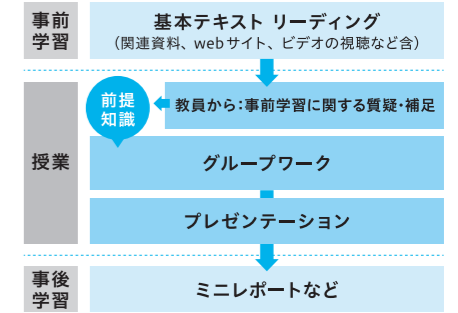 事前
学習
基本テキスト リーディング
（関連資料、webサイト、ビデオの視聴など含）
授業
前提
知識
教員から：事前学習に関する質疑・補足
グループワーク
プレゼンテーション
事後
学習
ミニレポートなど